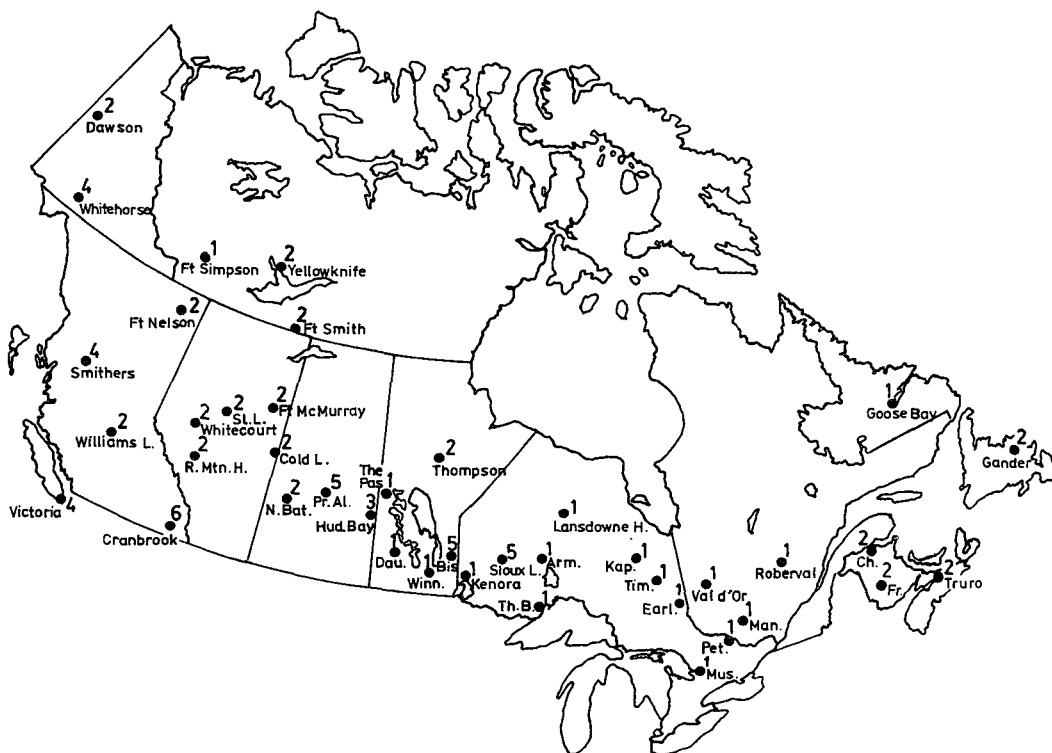 2
Dawson
4
Whitehorse
1
Ft Simpson
2
Yellowknife
2
Ft Nelson
2
Ft Smith
4
Smithers
2
Williams L.
2
Sl.L.
2
Ft McMurray
2
Whitecourt
2
R. Mtn. H.
2
Cold L.
2
Thompson
1
Goose Bay
2
Gander
The
Pas 1
5
Pr. Al.
2
N. Bat.
3
Hud. Bay
Victoria 4
6
Cranbrook
1
Lansdowne H.
1
Dau.
5
Bis
1
Winn.
1
Kenora
5
Sioux L.
1
Arm.
1
Kap.
1
Tim.
1
Earl.
1
Val d'Or
1
Roberval
Th. B. 1
1
Man.
1
Pet.
1
Mus.
2
Ch.
2
Fr.
2
Truro